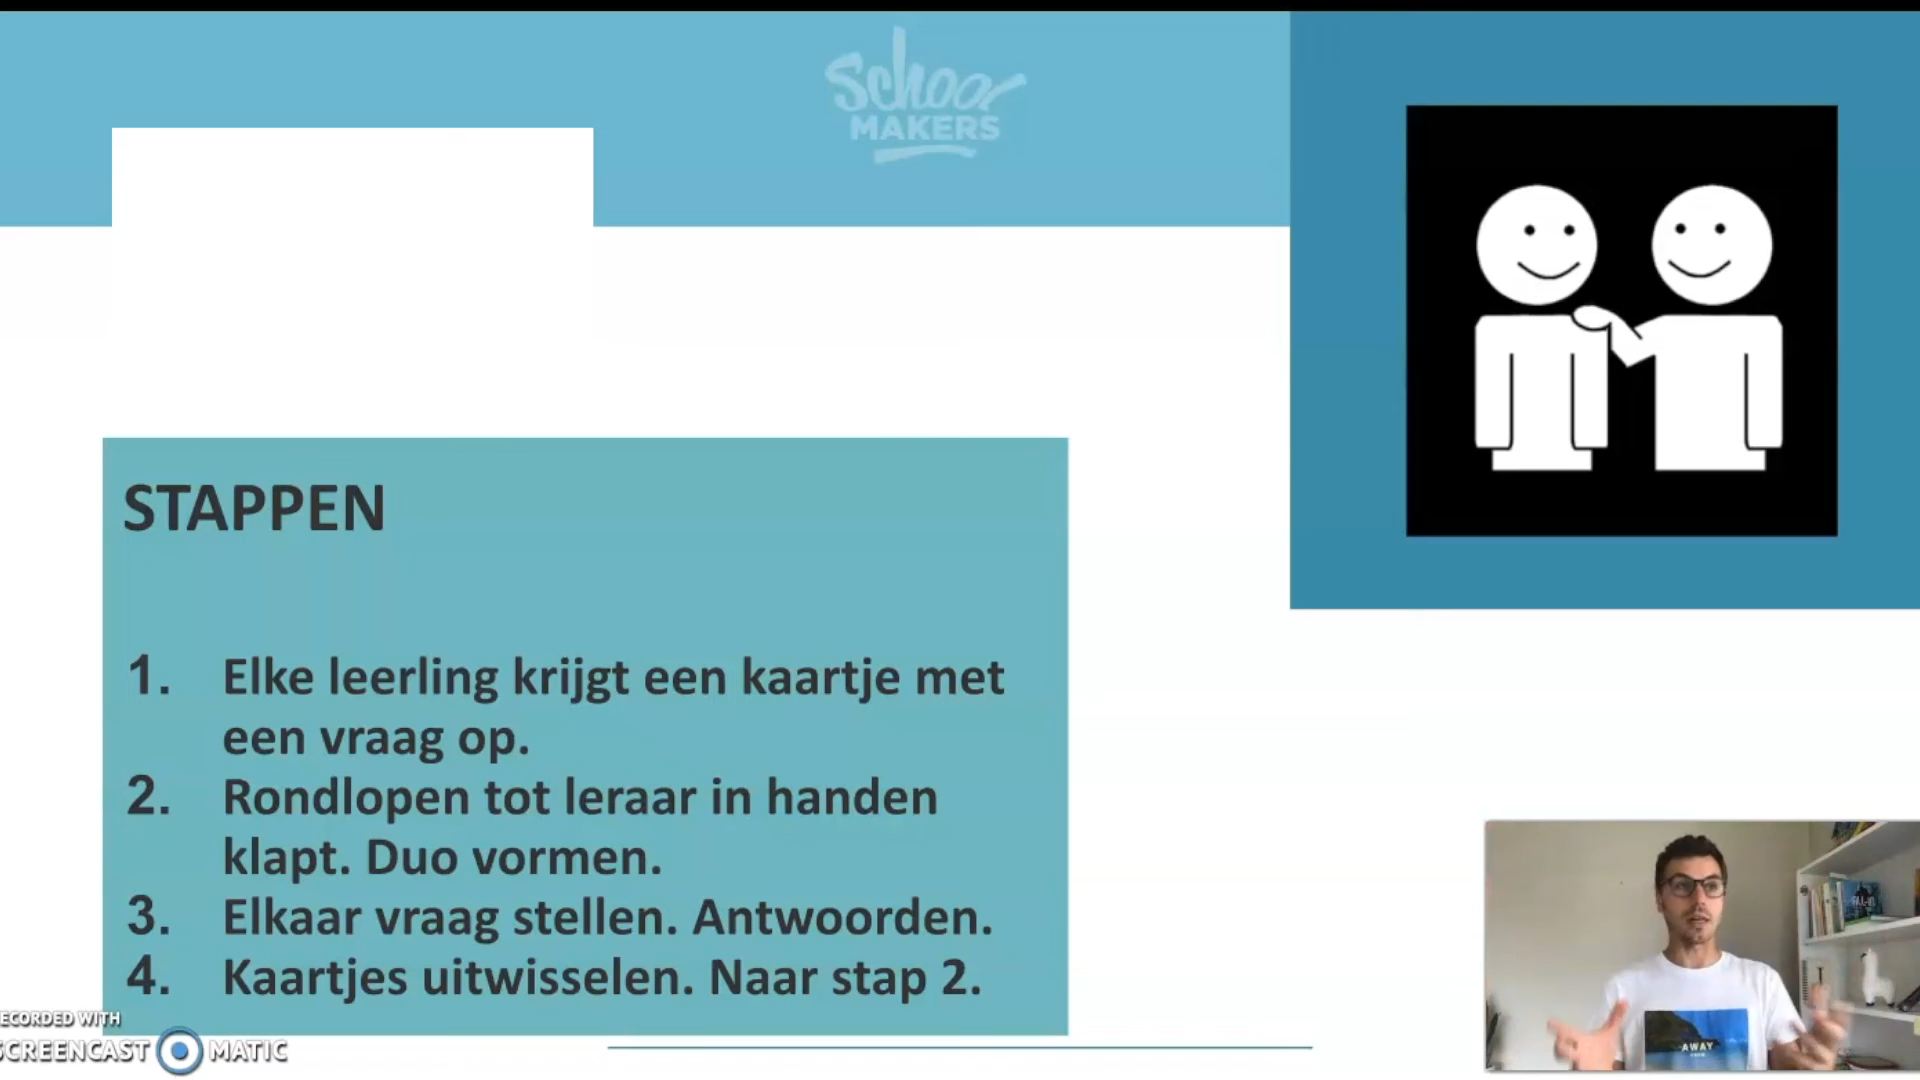 School
MAKERS
STAPPEN
1. Elke leerling krijgt een kaartje met
een vraag op.
2. Rondlopen tot leraar in handen
klapt. Duo vormen.
3. Elkaar vraag stellen. Antwoorden.
4. Kaartjes uitwisselen. Naar stap 2.
ECORDED WITH
SCREENCAST MATIC
AWAY